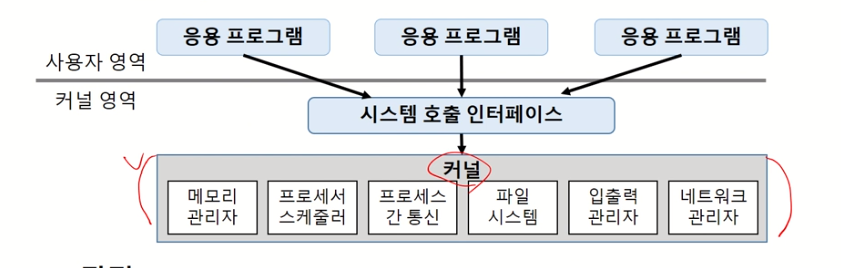 응용 프로그램 응용 프로그램 응용 프로그램
사용자 영역
커널 영역
시스템 호출 인터페이스
커널
메모리 관리자
프로세서 스케줄러
프로세스 간 통신
파일 시스템
입출력 관리자
네트워크 관리자